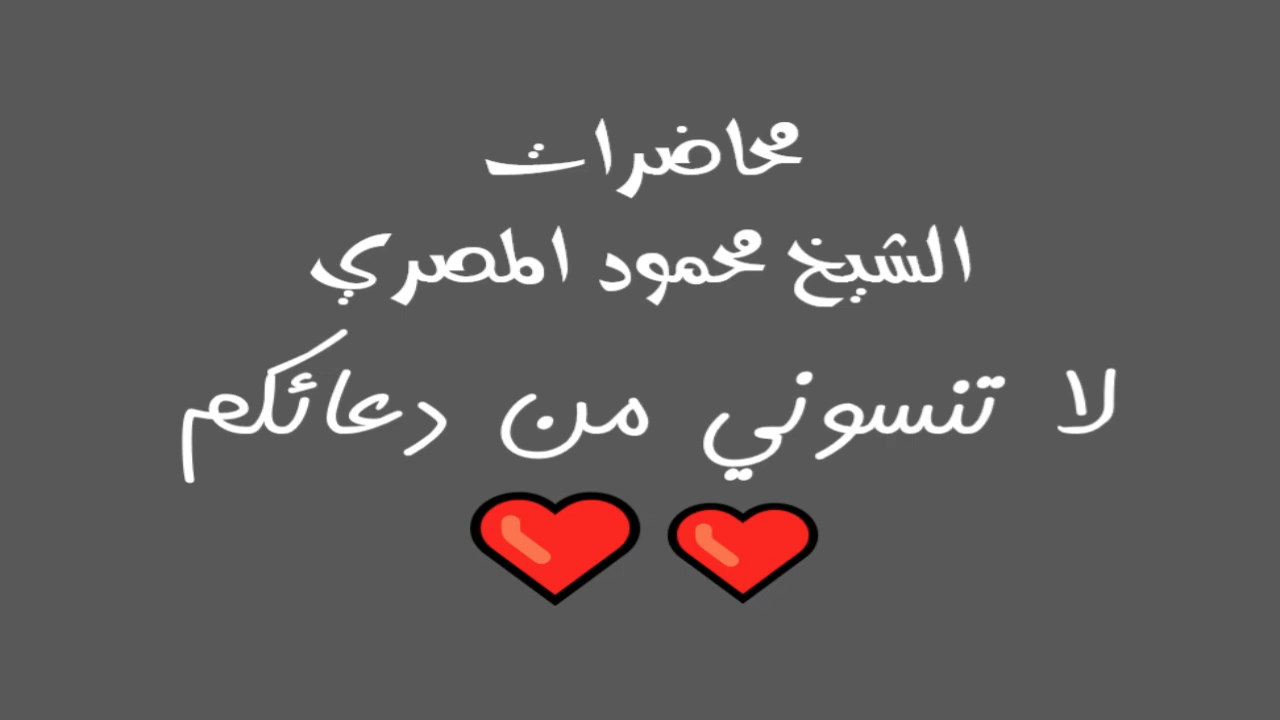 محاضرات
الشيخ محمود المصري
لا تنسوني من دعائكم